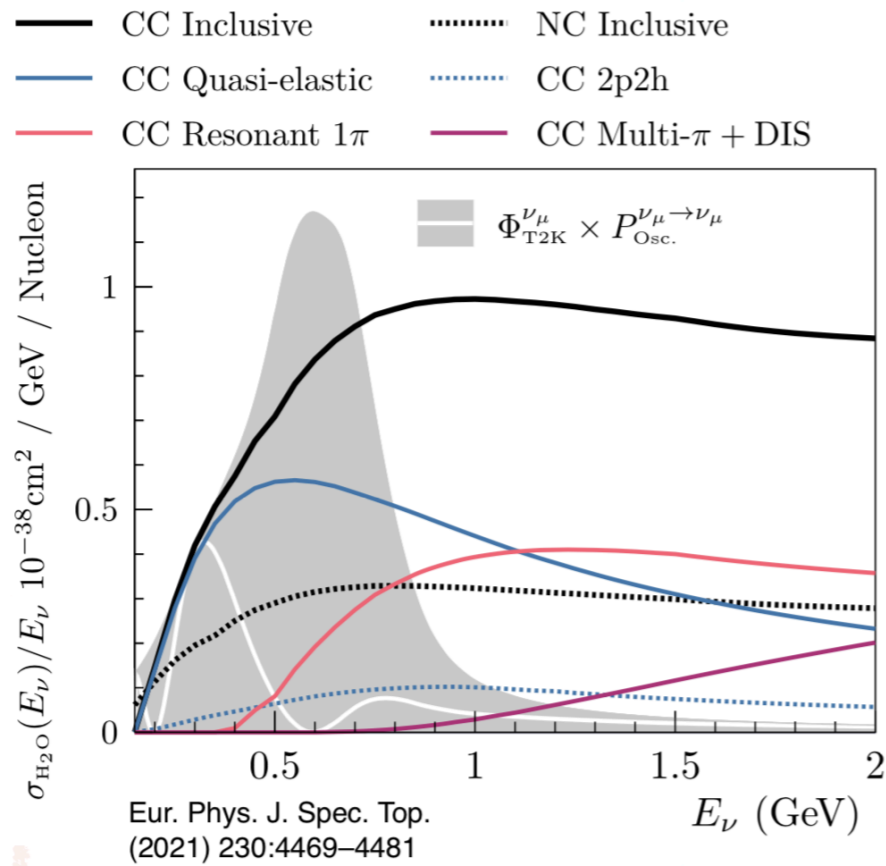 CC Inclusive NC Inclusive
CC Quasi-elastic CC 2p2h
CC Resonant 1π CC Multi-π + DIS
Φ^{ν_μ}_{T2K} × P^{ν_μ→ν_μ}_{Osc.}
σ_{H₂O}(E_ν)/E_ν 10^{−38}cm² / GeV / Nucleon
1
0.5
0
0.5 1 1.5 2
E_ν (GeV)
Eur. Phys. J. Spec. Top.
(2021) 230:4469–4481